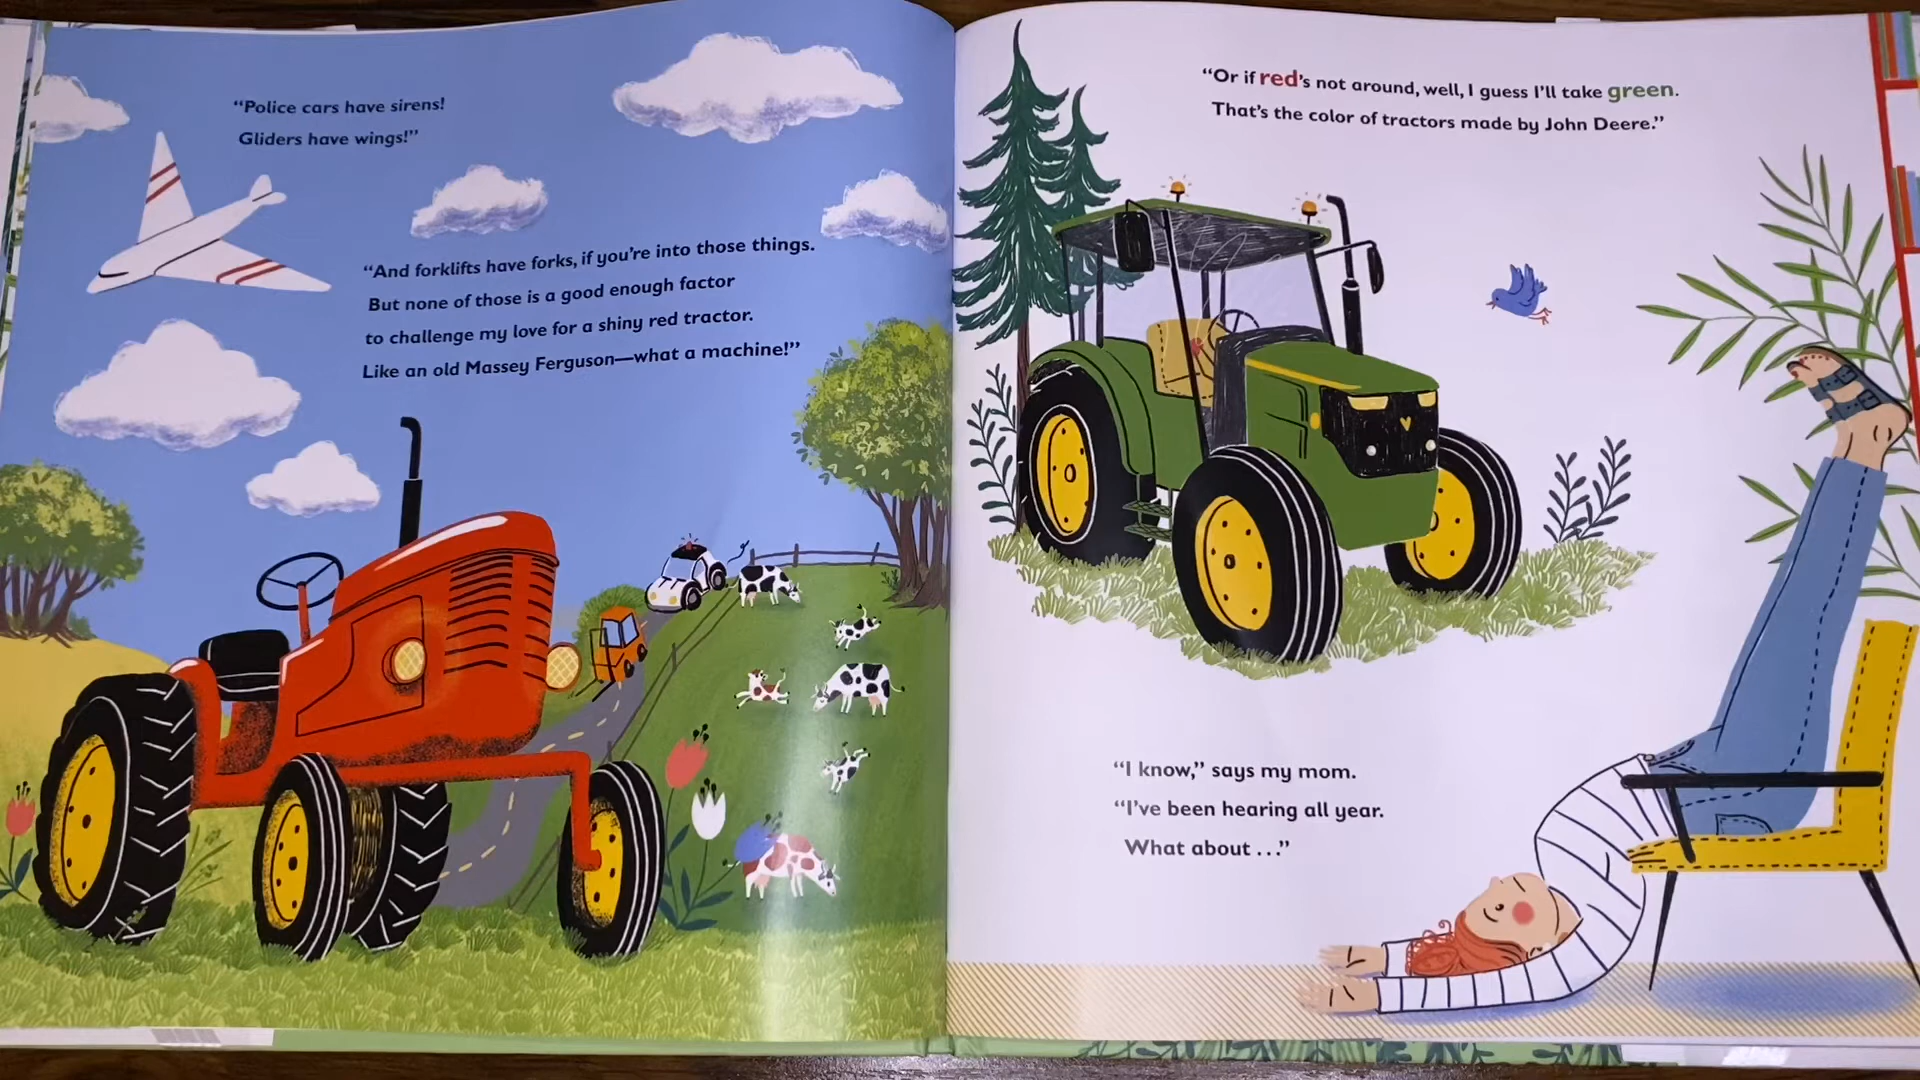 “Police cars have sirens!
Gliders have wings!”
“And forklifts have forks, if you’re into those things.
But none of those is a good enough factor
to challenge my love for a shiny red tractor.
Like an old Massey Ferguson—what a machine!”
“Or if red’s not around, well, I guess I’ll take green.
That’s the color of tractors made by John Deere.”
“I know,” says my mom.
“I’ve been hearing all year.
What about . . .”